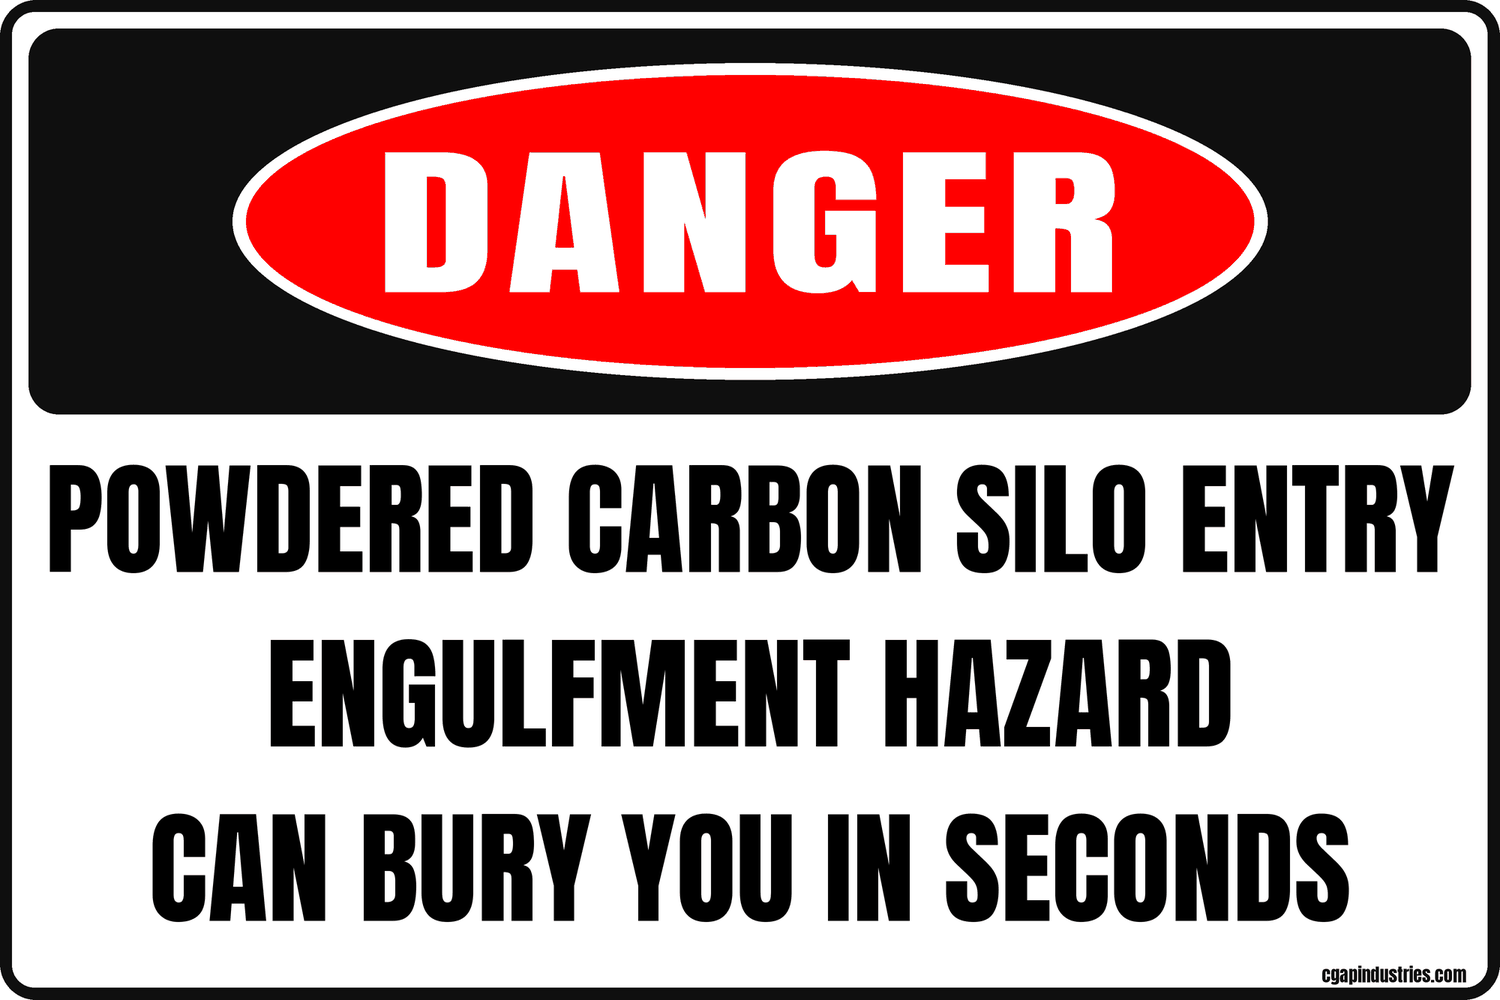 DANGER
POWDERED CARBON SILO ENTRY
ENGULFMENT HAZARD
CAN BURY YOU IN SECONDS
cgapindustries.com